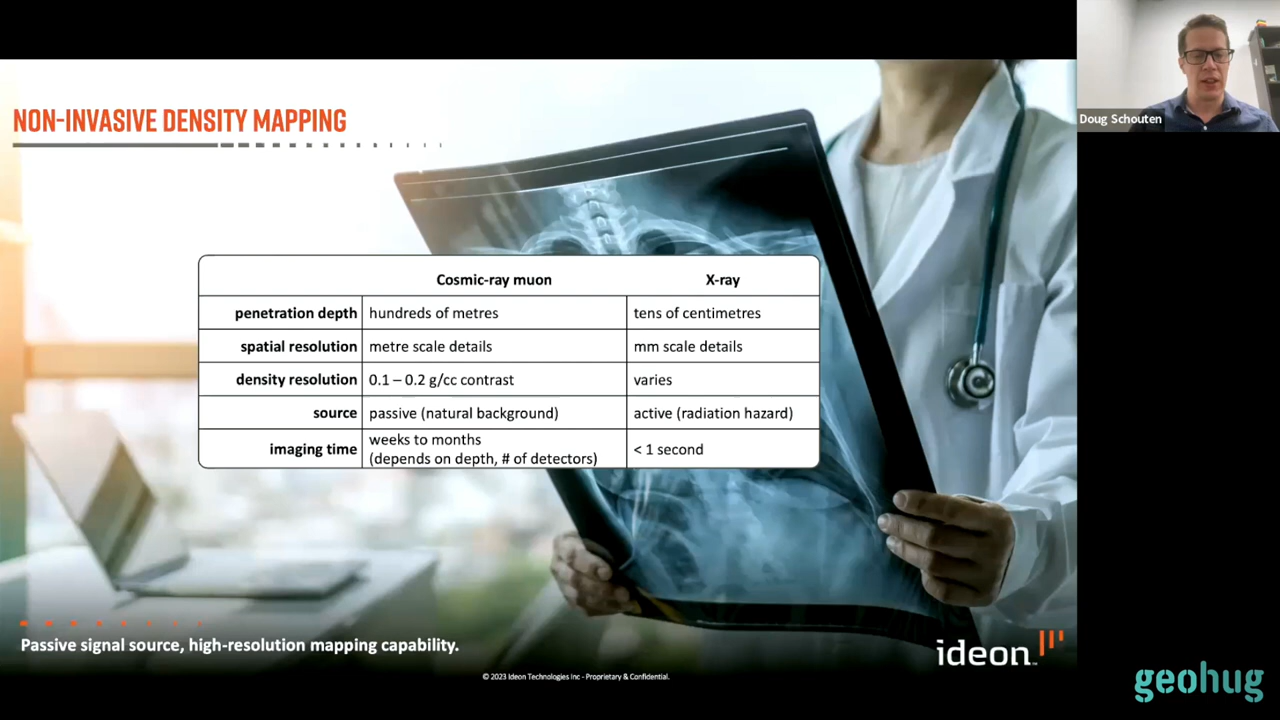 NON-INVASIVE DENSITY MAPPING
Doug Schouten
Cosmic-ray muon X-ray
penetration depth hundreds of metres tens of centimetres
spatial resolution metre scale details mm scale details
density resolution 0.1 – 0.2 g/cc contrast varies
source passive (natural background) active (radiation hazard)
imaging time weeks to months
(depends on depth, # of detectors) < 1 second
Passive signal source, high-resolution mapping capability.
ideon™
© 2023 Ideon Technologies Inc - Proprietary & Confidential.
geohug